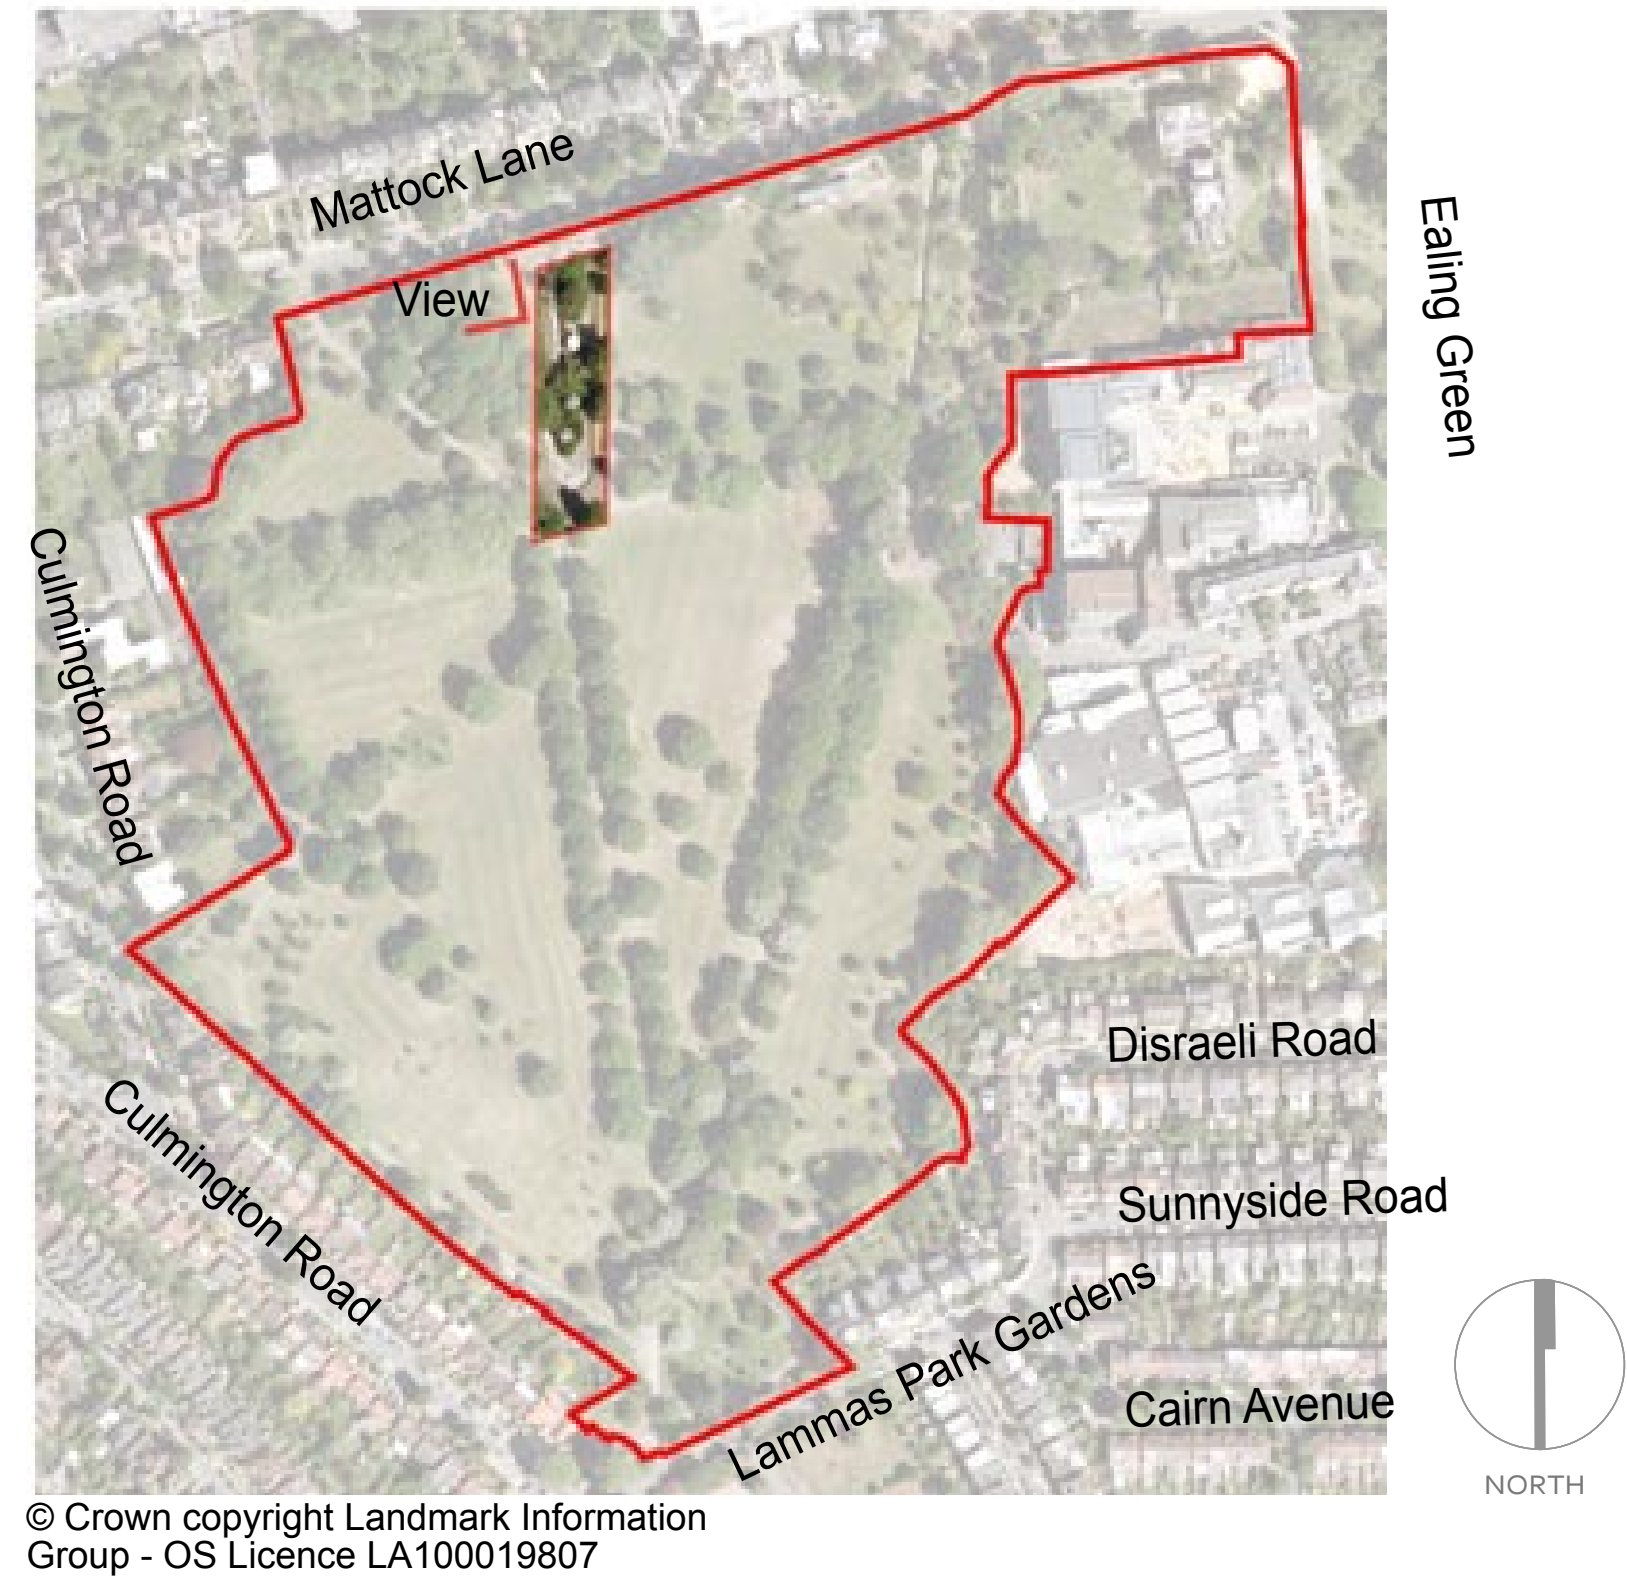 Mattock Lane
View
Ealing Green
Culmington Road
Disraeli Road
Culmington Road
Sunnyside Road
Lammas Park Gardens
Cairn Avenue
NORTH
© Crown copyright Landmark Information
Group - OS Licence LA100019807